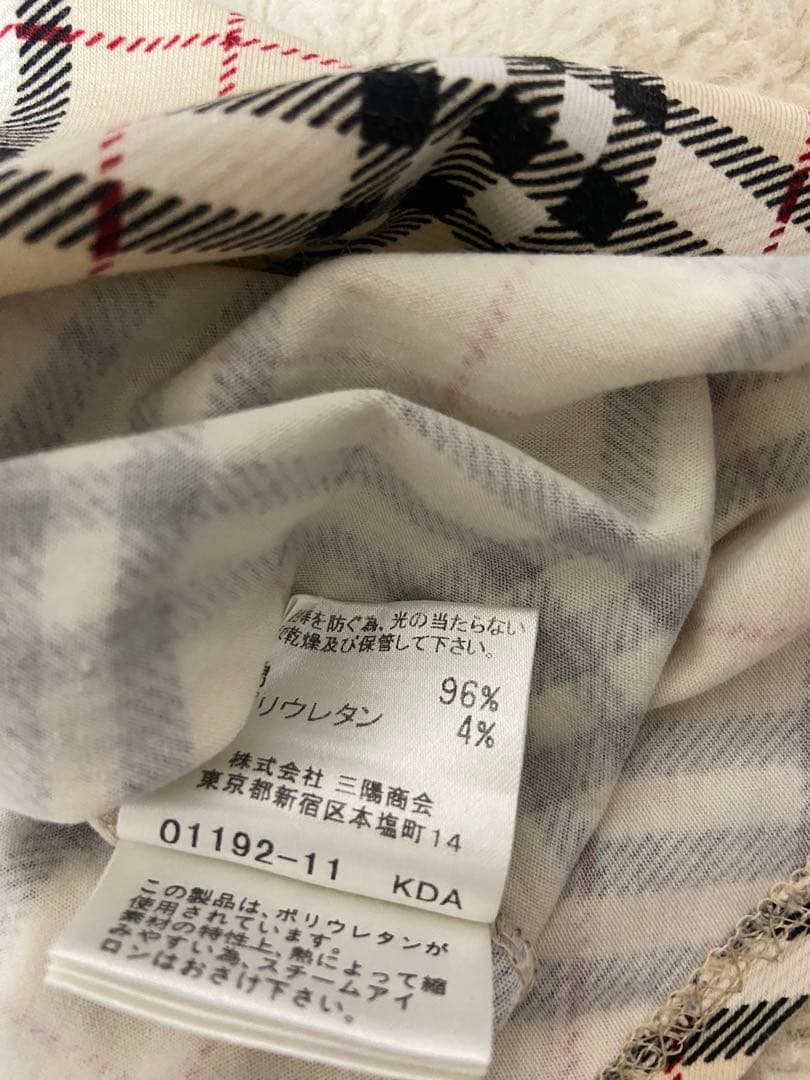 を防ぐ為、光の当たらない
乾燥及び保管して下さい。
96%
リウレタン 4%
株式会社 三陽商会
東京都新宿区本塩町14
01192-11 KDA
この製品は、ポリウレタンが
使用されています。
素材の特性上、熱によって縮
みやすい為、スチームアイ
ロンはおさけ下さい。